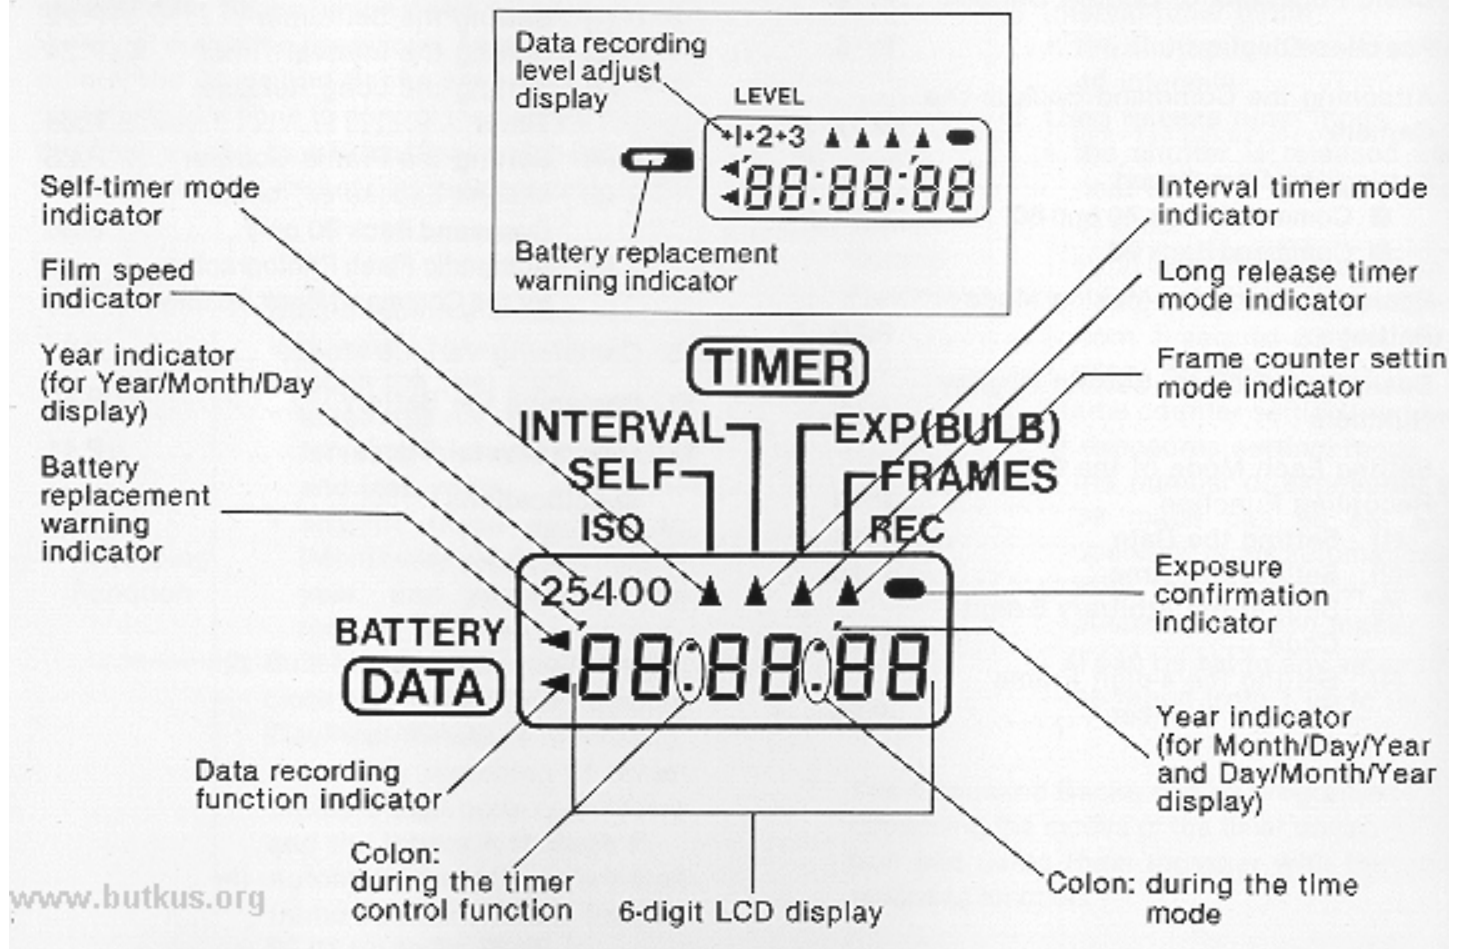 Data recording
level adjust
display
LEVEL
1+2+3
88:88:88
Battery replacement
warning indicator
Self-timer mode
indicator
Film speed
indicator
Year indicator
(for Year/Month/Day
display)
Battery
replacement
warning
indicator
Interval timer mode
indicator
Long release timer
mode indicator
Frame counter settin
mode indicator
TIMER
INTERVAL
EXP(BULB)
SELF
FRAMES
ISO
REC
25400
BATTERY
DATA
88:88:88
Exposure
confirmation
indicator
Year indicator
(for Month/Day/Year
and Day/Month/Year
display)
Data recording
function indicator
Colon:
during the timer
control function
6-digit LCD display
Colon: during the time
mode
www.butkus.org